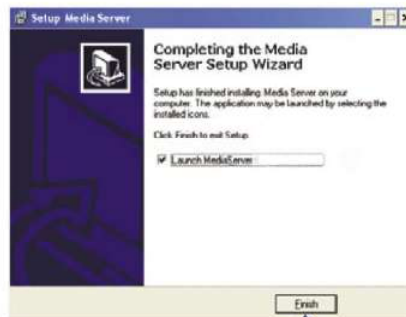 Setup Media Server
Completing the Media
Server Setup Wizard
Setup has finished installing Media Server on your
computer. The application may be launched by selecting the
installed icons.
Click Finish to exit Setup.
Launch MediaServer
Finish